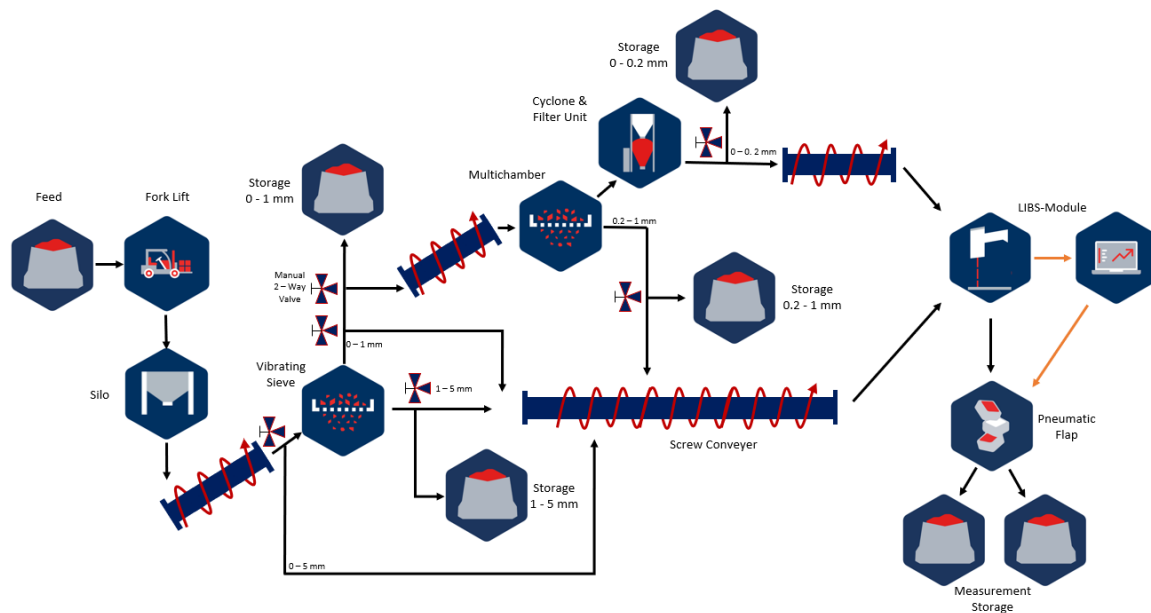 Storage
0 - 0.2 mm
Cyclone &
Filter Unit
0 – 0. 2 mm
Storage
0 - 1 mm
Multichamber
0.2 – 1 mm
Feed
Fork Lift
LIBS-Module
Manual
2 – Way
Valve
Storage
0.2 - 1 mm
0 – 1 mm
Vibrating
Sieve
Silo
1 – 5 mm
Screw Conveyer
Pneumatic
Flap
Storage
1 - 5 mm
0 – 5 mm
Measurement
Storage